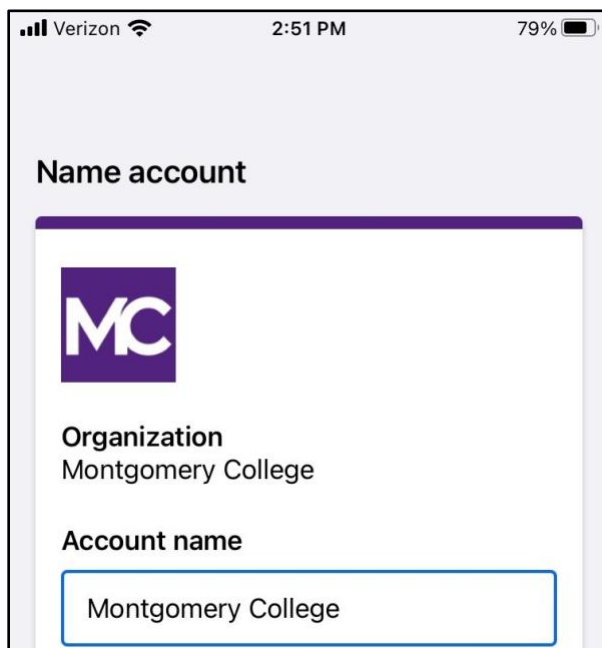 Verizon 2:51 PM 79%
Name account
MC
Organization
Montgomery College
Account name
Montgomery College